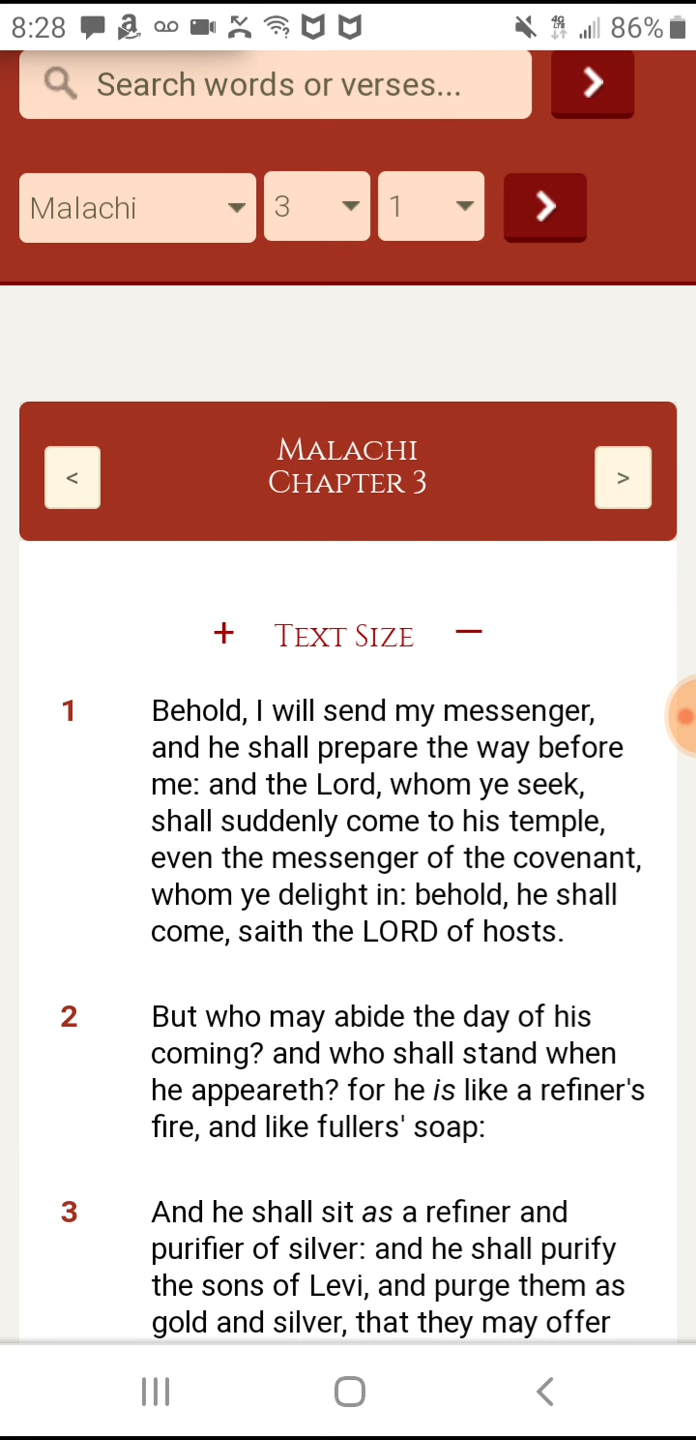 8:28
4G
LTE
86%
Search words or verses...
Malachi 3 1
MALACHI
CHAPTER 3
< >
+ TEXT SIZE −
1 Behold, I will send my messenger,
and he shall prepare the way before
me: and the Lord, whom ye seek,
shall suddenly come to his temple,
even the messenger of the covenant,
whom ye delight in: behold, he shall
come, saith the LORD of hosts.
2 But who may abide the day of his
coming? and who shall stand when
he appeareth? for he is like a refiner's
fire, and like fullers' soap:
3 And he shall sit as a refiner and
purifier of silver: and he shall purify
the sons of Levi, and purge them as
gold and silver, that they may offer